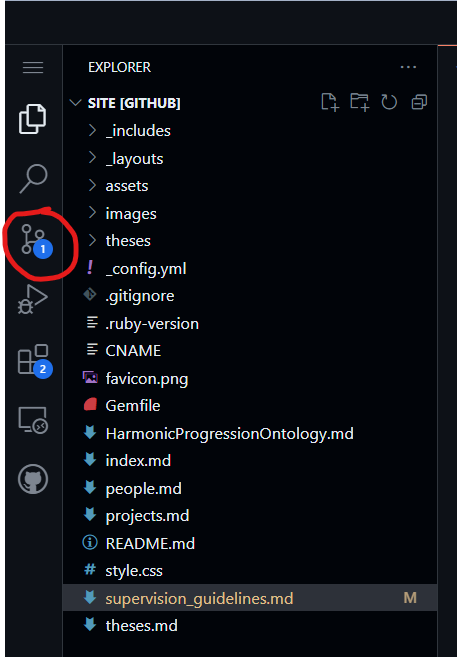 EXPLORER
SITE [GITHUB]
_includes
_layouts
assets
images
1
theses
_config.yml
.gitignore
.ruby-version
CNAME
2
favicon.png
Gemfile
HarmonicProgressionOntology.md
index.md
people.md
projects.md
README.md
style.css
supervision_guidelines.md M
theses.md